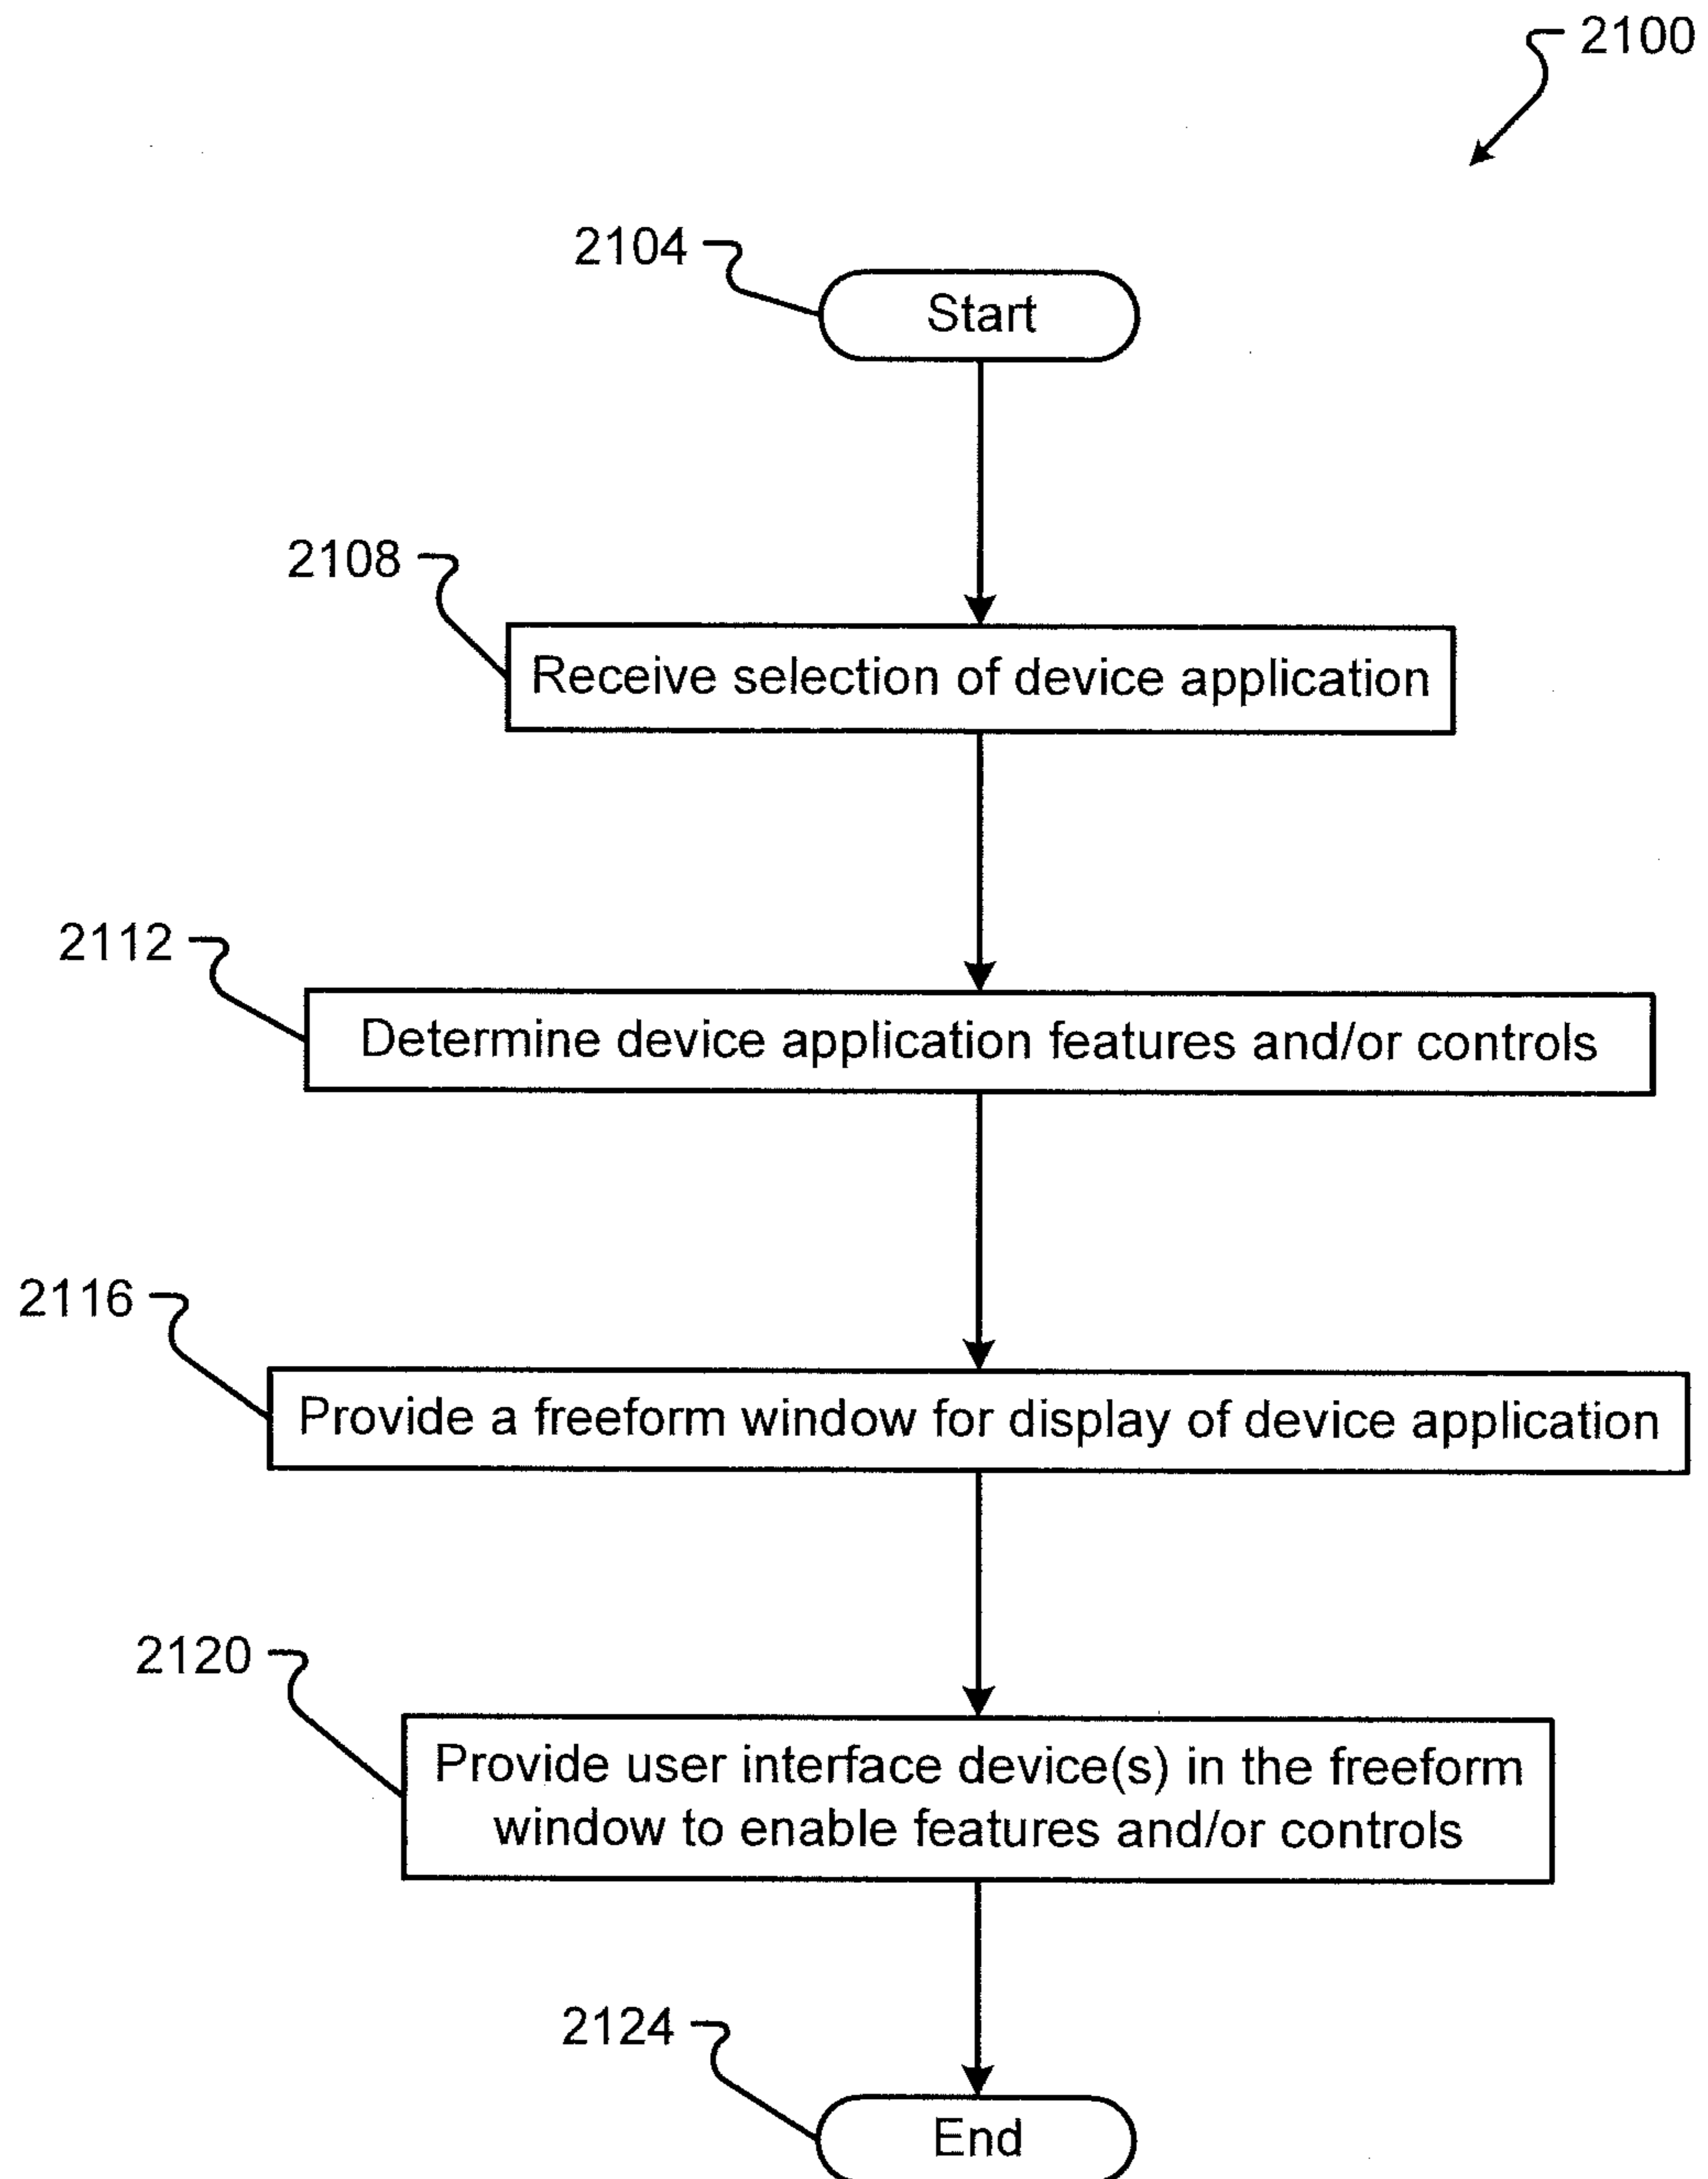 2100
2104
Start
2108
Receive selection of device application
2112
Determine device application features and/or controls
2116
Provide a freeform window for display of device application
2120
Provide user interface device(s) in the freeform
window to enable features and/or controls
2124
End